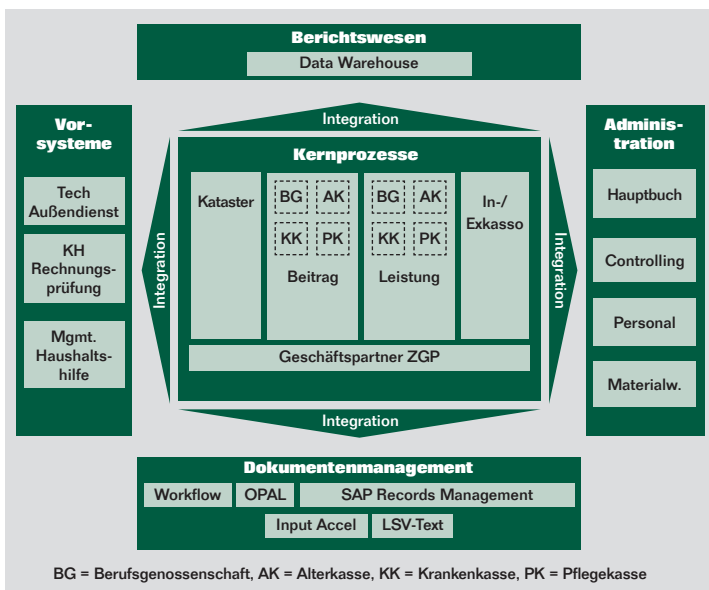 Berichtswesen
Data Warehouse
Vor-
systeme
Tech
Außendienst
KH
Rechnungs-
prüfung
Mgmt.
Haushalts-
hilfe
Integration
Integration
Kernprozesse
Kataster
BG AK
KK PK
Beitrag
BG AK
KK PK
Leistung
In-/
Exkasso
Geschäftspartner ZGP
Integration
Integration
Adminis-
tration
Hauptbuch
Controlling
Personal
Materialw.
Dokumentenmanagement
Workflow OPAL SAP Records Management
Input Accel LSV-Text
BG = Berufsgenossenschaft, AK = Alterkasse, KK = Krankenkasse, PK = Pflegekasse